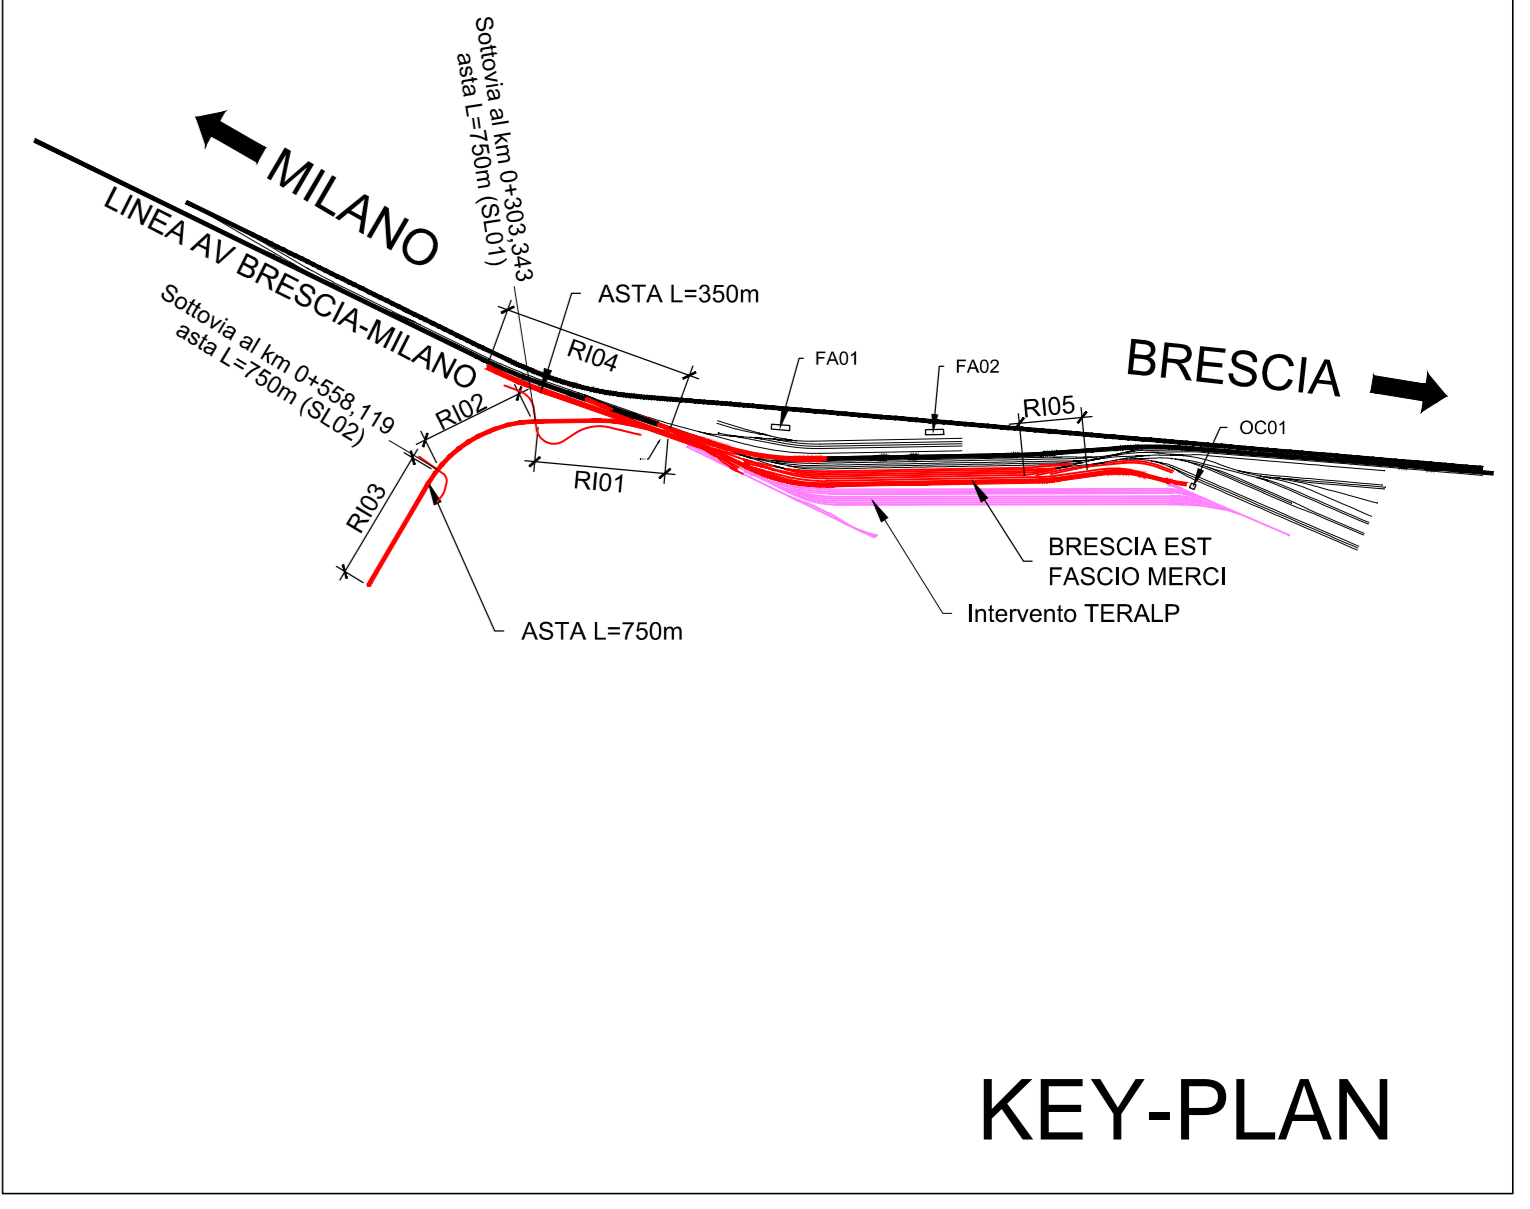 Sottovia al km 0+303,343
asta L=750m (SL01)
MILANO
LINEA AV BRESCIA-MILANO
Sottovia al km 0+558,119
asta L=750m (SL02)
ASTA L=350m
RI04
FA01
FA02
BRESCIA
RI02
RI05
OC01
RI01
RI03
BRESCIA EST
FASCIO MERCI
Intervento TERALP
ASTA L=750m
KEY-PLAN